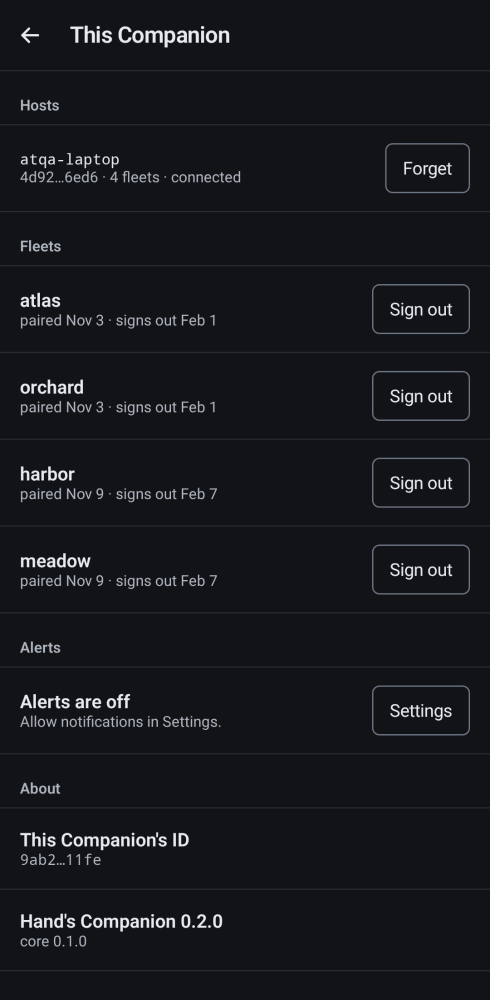 This Companion
Hosts
atqa-laptop
4d92…6ed6 · 4 fleets · connected
Forget
Fleets
atlas
paired Nov 3 · signs out Feb 1
Sign out
orchard
paired Nov 3 · signs out Feb 1
Sign out
harbor
paired Nov 9 · signs out Feb 7
Sign out
meadow
paired Nov 9 · signs out Feb 7
Sign out
Alerts
Alerts are off
Allow notifications in Settings.
Settings
About
This Companion's ID
9ab2…11fe
Hand's Companion 0.2.0
core 0.1.0